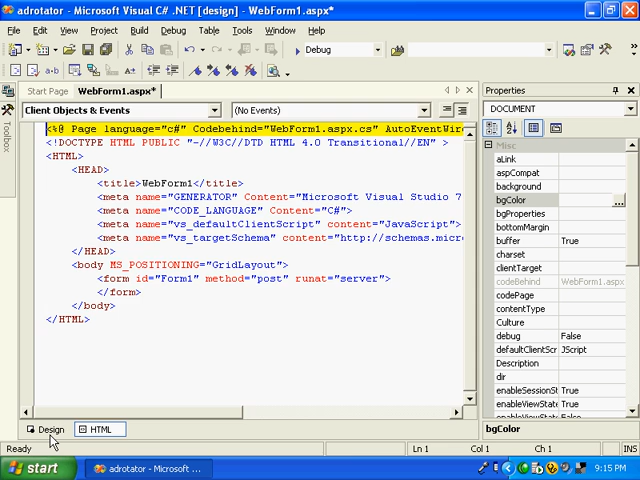 adrotator - Microsoft Visual C# .NET [design] - WebForm1.aspx*
File Edit View Project Build Debug Table Tools Window Help
Debug
Start Page WebForm1.aspx*
Toolbox
Client Objects & Events (No Events)
<%@ Page language="c#" Codebehind="WebForm1.aspx.cs" AutoEventWire
<!DOCTYPE HTML PUBLIC "-//W3C//DTD HTML 4.0 Transitional//EN" >
<HTML>
<HEAD>
<title>WebForm1</title>
<meta name="GENERATOR" Content="Microsoft Visual Studio 7
<meta name="CODE_LANGUAGE" Content="C#">
<meta name="vs_defaultClientScript" content="JavaScript">
<meta name="vs_targetSchema" content="http://schemas.micr
</HEAD>
<body MS_POSITIONING="GridLayout">
<form id="Form1" method="post" runat="server">
</form>
</body>
</HTML>
Design HTML
Properties
DOCUMENT
Misc
aLink
aspCompat
background
bgColor ...
bgProperties
bottomMargin
buffer True
charset
clientTarget
codeBehind WebForm1.aspx
codePage
contentType
Culture
debug False
defaultClientScr JScript
Description
dir
enableSessionSt True
enableViewState True
enableViewState False
bgColor
Ready Ln 1 Col 1 Ch 1 INS
start adrotator - Microsoft ... 9:15 PM